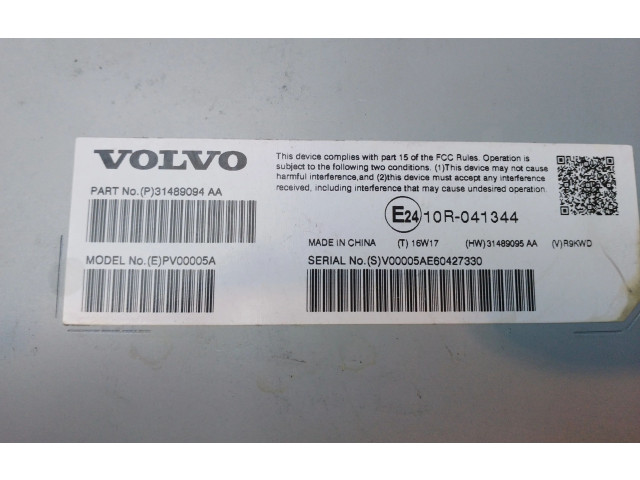 VOLVO
PART No.(P)31489094 AA
MODEL No.(E)PV00005A
This device complies with part 15 of the FCC Rules. Operation is
subject to the following two conditions. (1)This device may not cause
harmful interference,and (2)this device must accept any interference
received, including interference that may cause undesired operation.
E24 10R-041344
MADE IN CHINA (T) 16W17 (HW)31489095 AA (V)R9KWD
SERIAL No.(S)V00005AE60427330